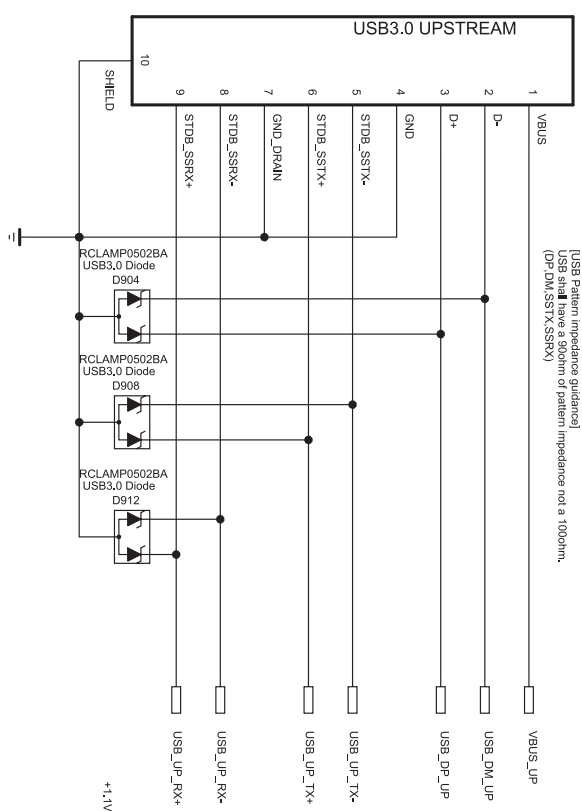 USB3.0 UPSTREAM
10
9
8
7
6
5
4
3
2
1
SHIELD
STDB_SSRX+
STDB_SSRX-
GND_DRAIN
STDB_SSTX+
STDB_SSTX-
GND
D+
D-
VBUS
RCLAMP0502BA
USB3.0 Diode
D904
RCLAMP0502BA
USB3.0 Diode
D908
RCLAMP0502BA
USB3.0 Diode
D912
[USB Pattern impedance guidance]
USB shall have a 90ohm of pattern impedance not a 100ohm.
(DP,DM,SSTX,SSRX)
USB_UP_RX+
USB_UP_RX-
USB_UP_TX+
USB_UP_TX-
USB_DP_UP
USB_DM_UP
VBUS_UP
+1.1V